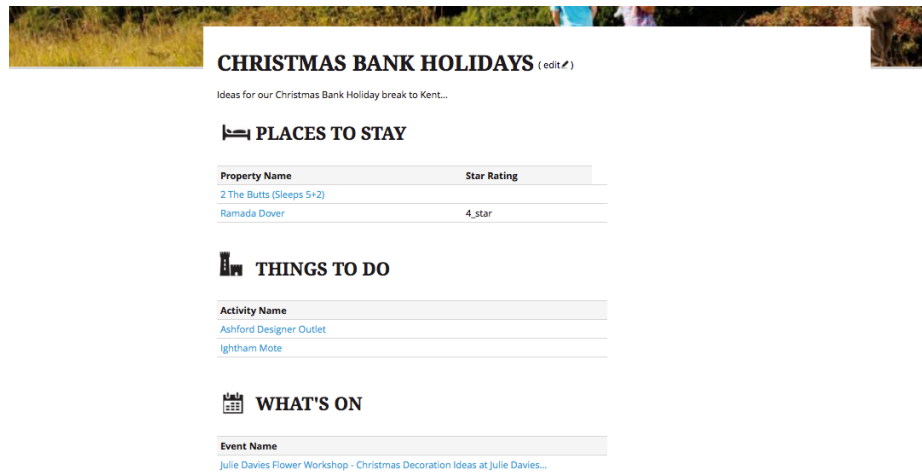 CHRISTMAS BANK HOLIDAYS (edit)
Ideas for our Christmas Bank Holiday break to Kent...
PLACES TO STAY
Property Name Star Rating
2 The Butts (Sleeps 5+2)
Ramada Dover 4_star
THINGS TO DO
Activity Name
Ashford Designer Outlet
Ightham Mote
WHAT'S ON
Event Name
Julie Davies Flower Workshop - Christmas Decoration Ideas at Julie Davies...